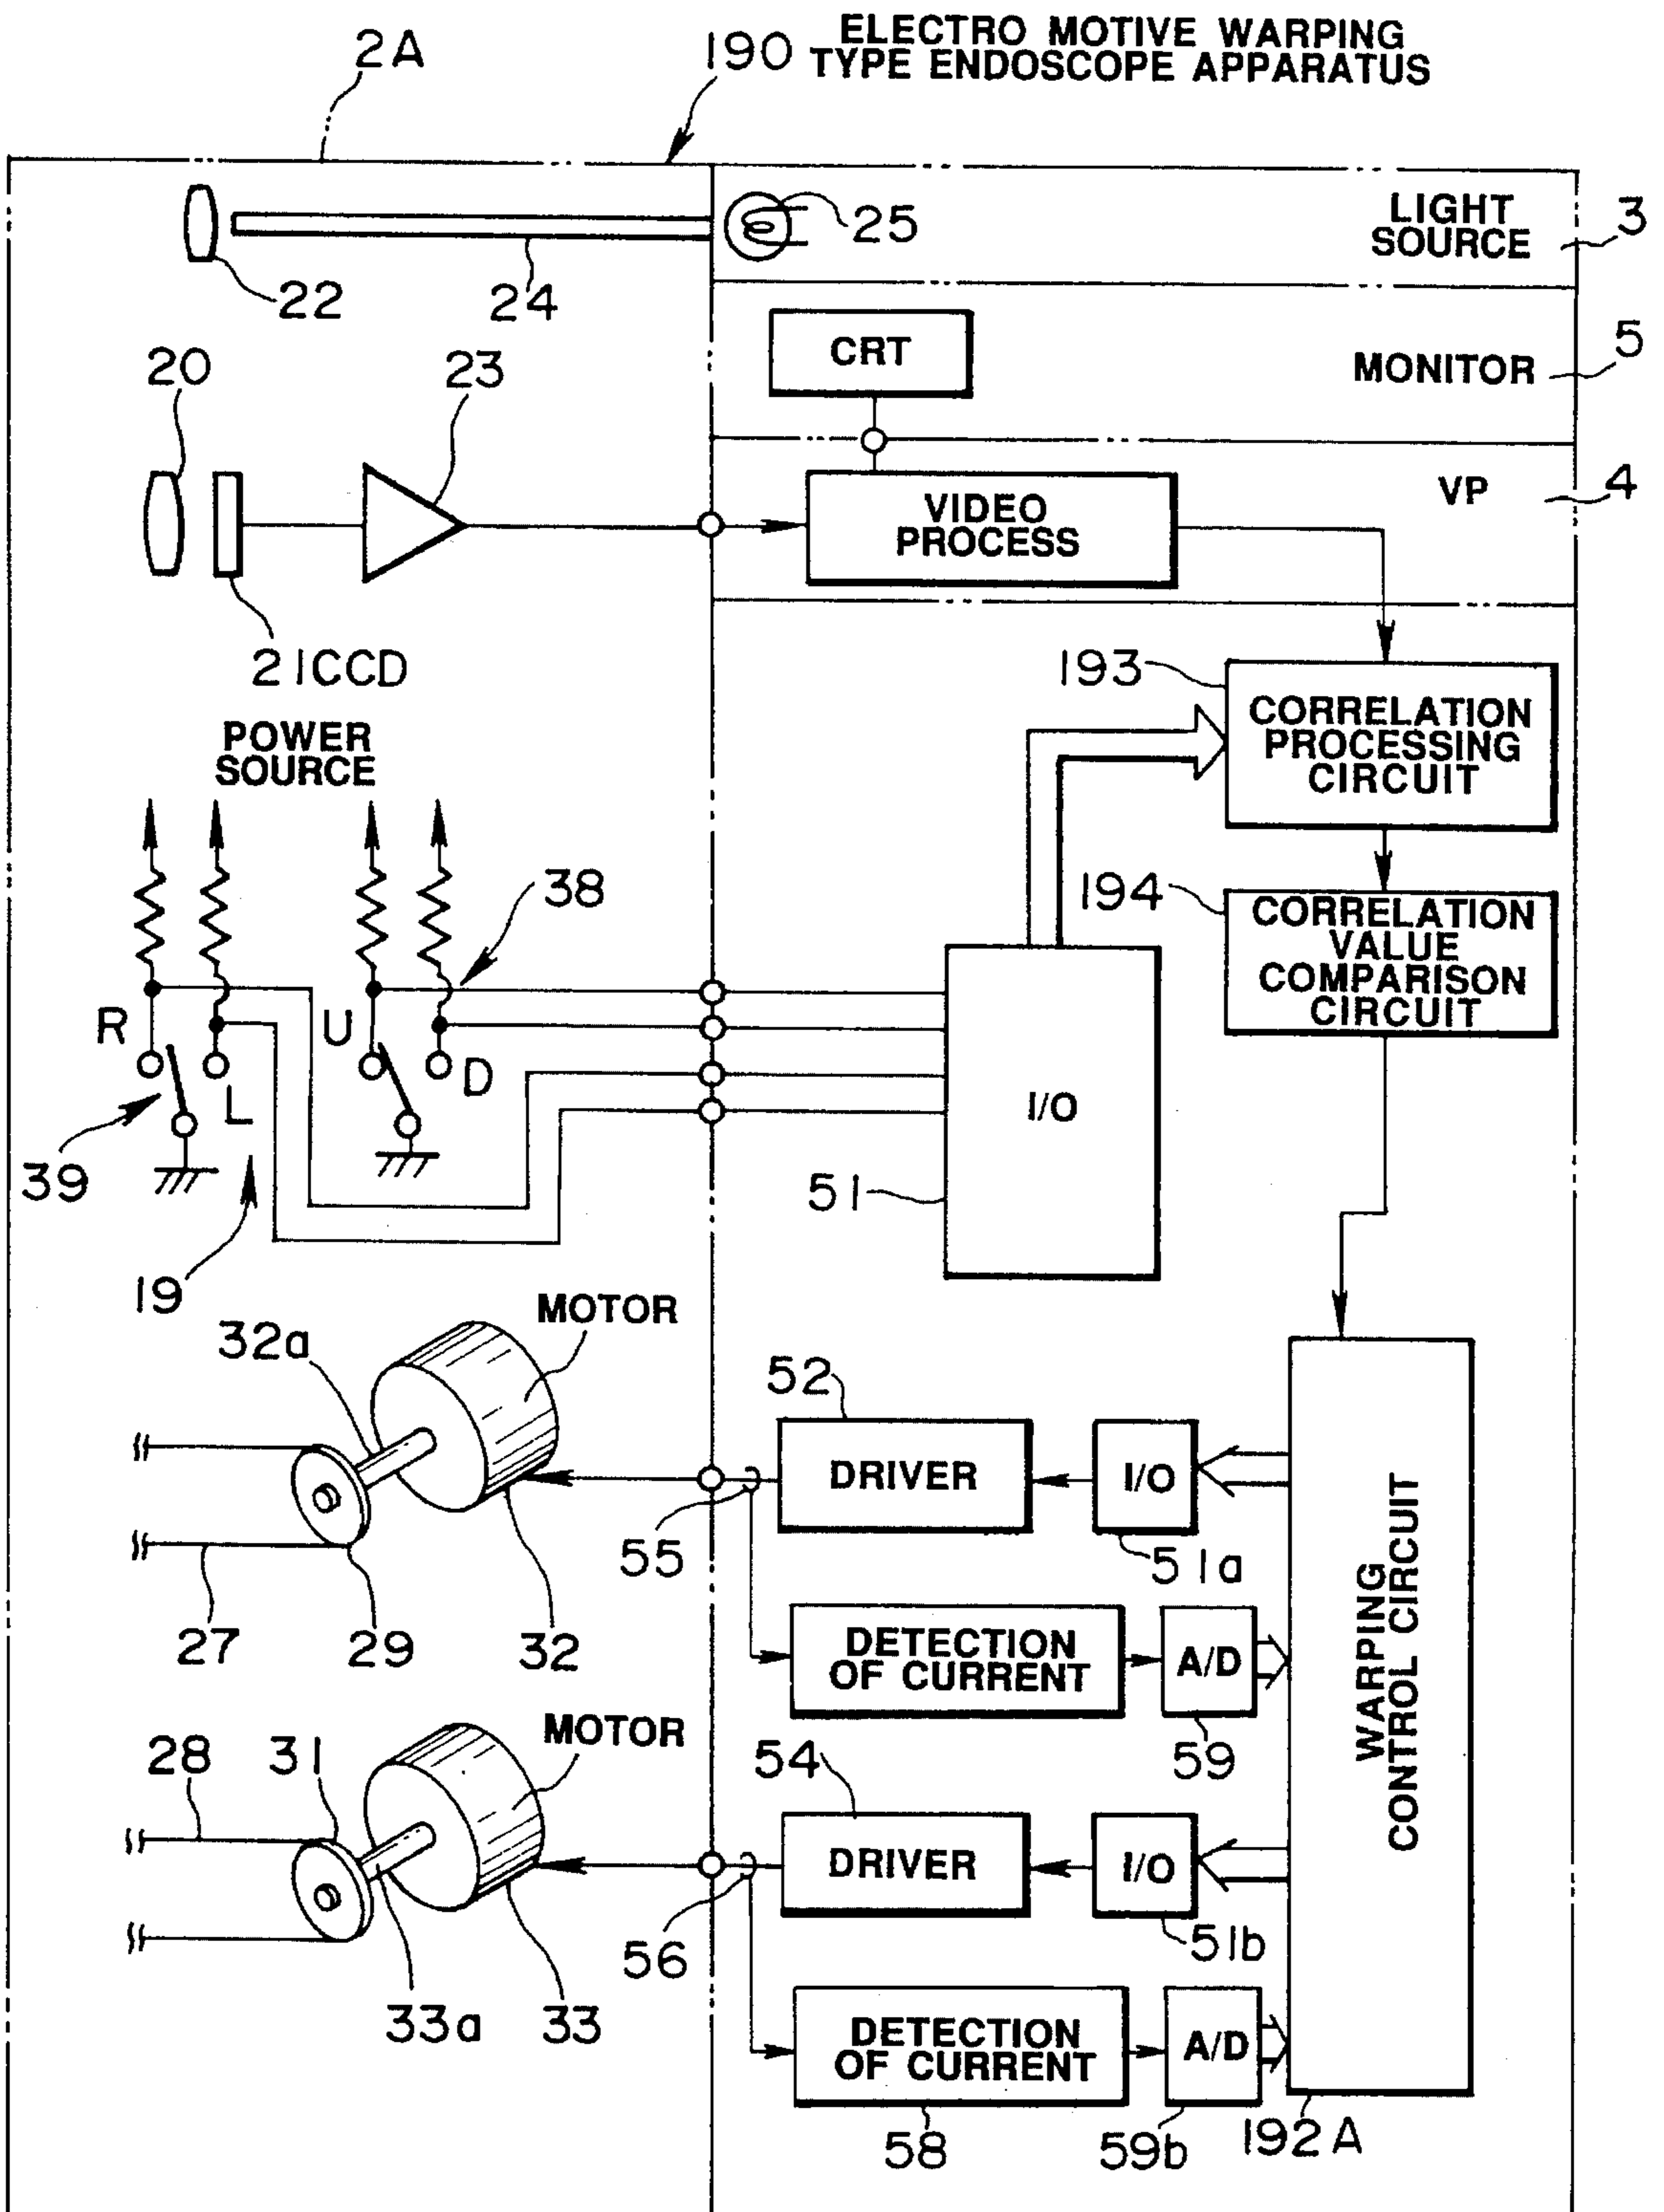 2A
190
ELECTRO MOTIVE WARPING
TYPE ENDOSCOPE APPARATUS
22
24
25
LIGHT
SOURCE
3
CRT
MONITOR
5
20
23
21CCD
VIDEO
PROCESS
VP
4
193
CORRELATION
PROCESSING
CIRCUIT
194
CORRELATION
VALUE
COMPARISON
CIRCUIT
POWER
SOURCE
38
R
L
U
D
39
19
I/O
51
MOTOR
32a
27
29
32
55
52
DRIVER
I/O
51a
DETECTION
OF CURRENT
A/D
59
WARPING
CONTROL CIRCUIT
MOTOR
28
31
33a
33
56
54
DRIVER
I/O
51b
DETECTION
OF CURRENT
58
A/D
59b
192A